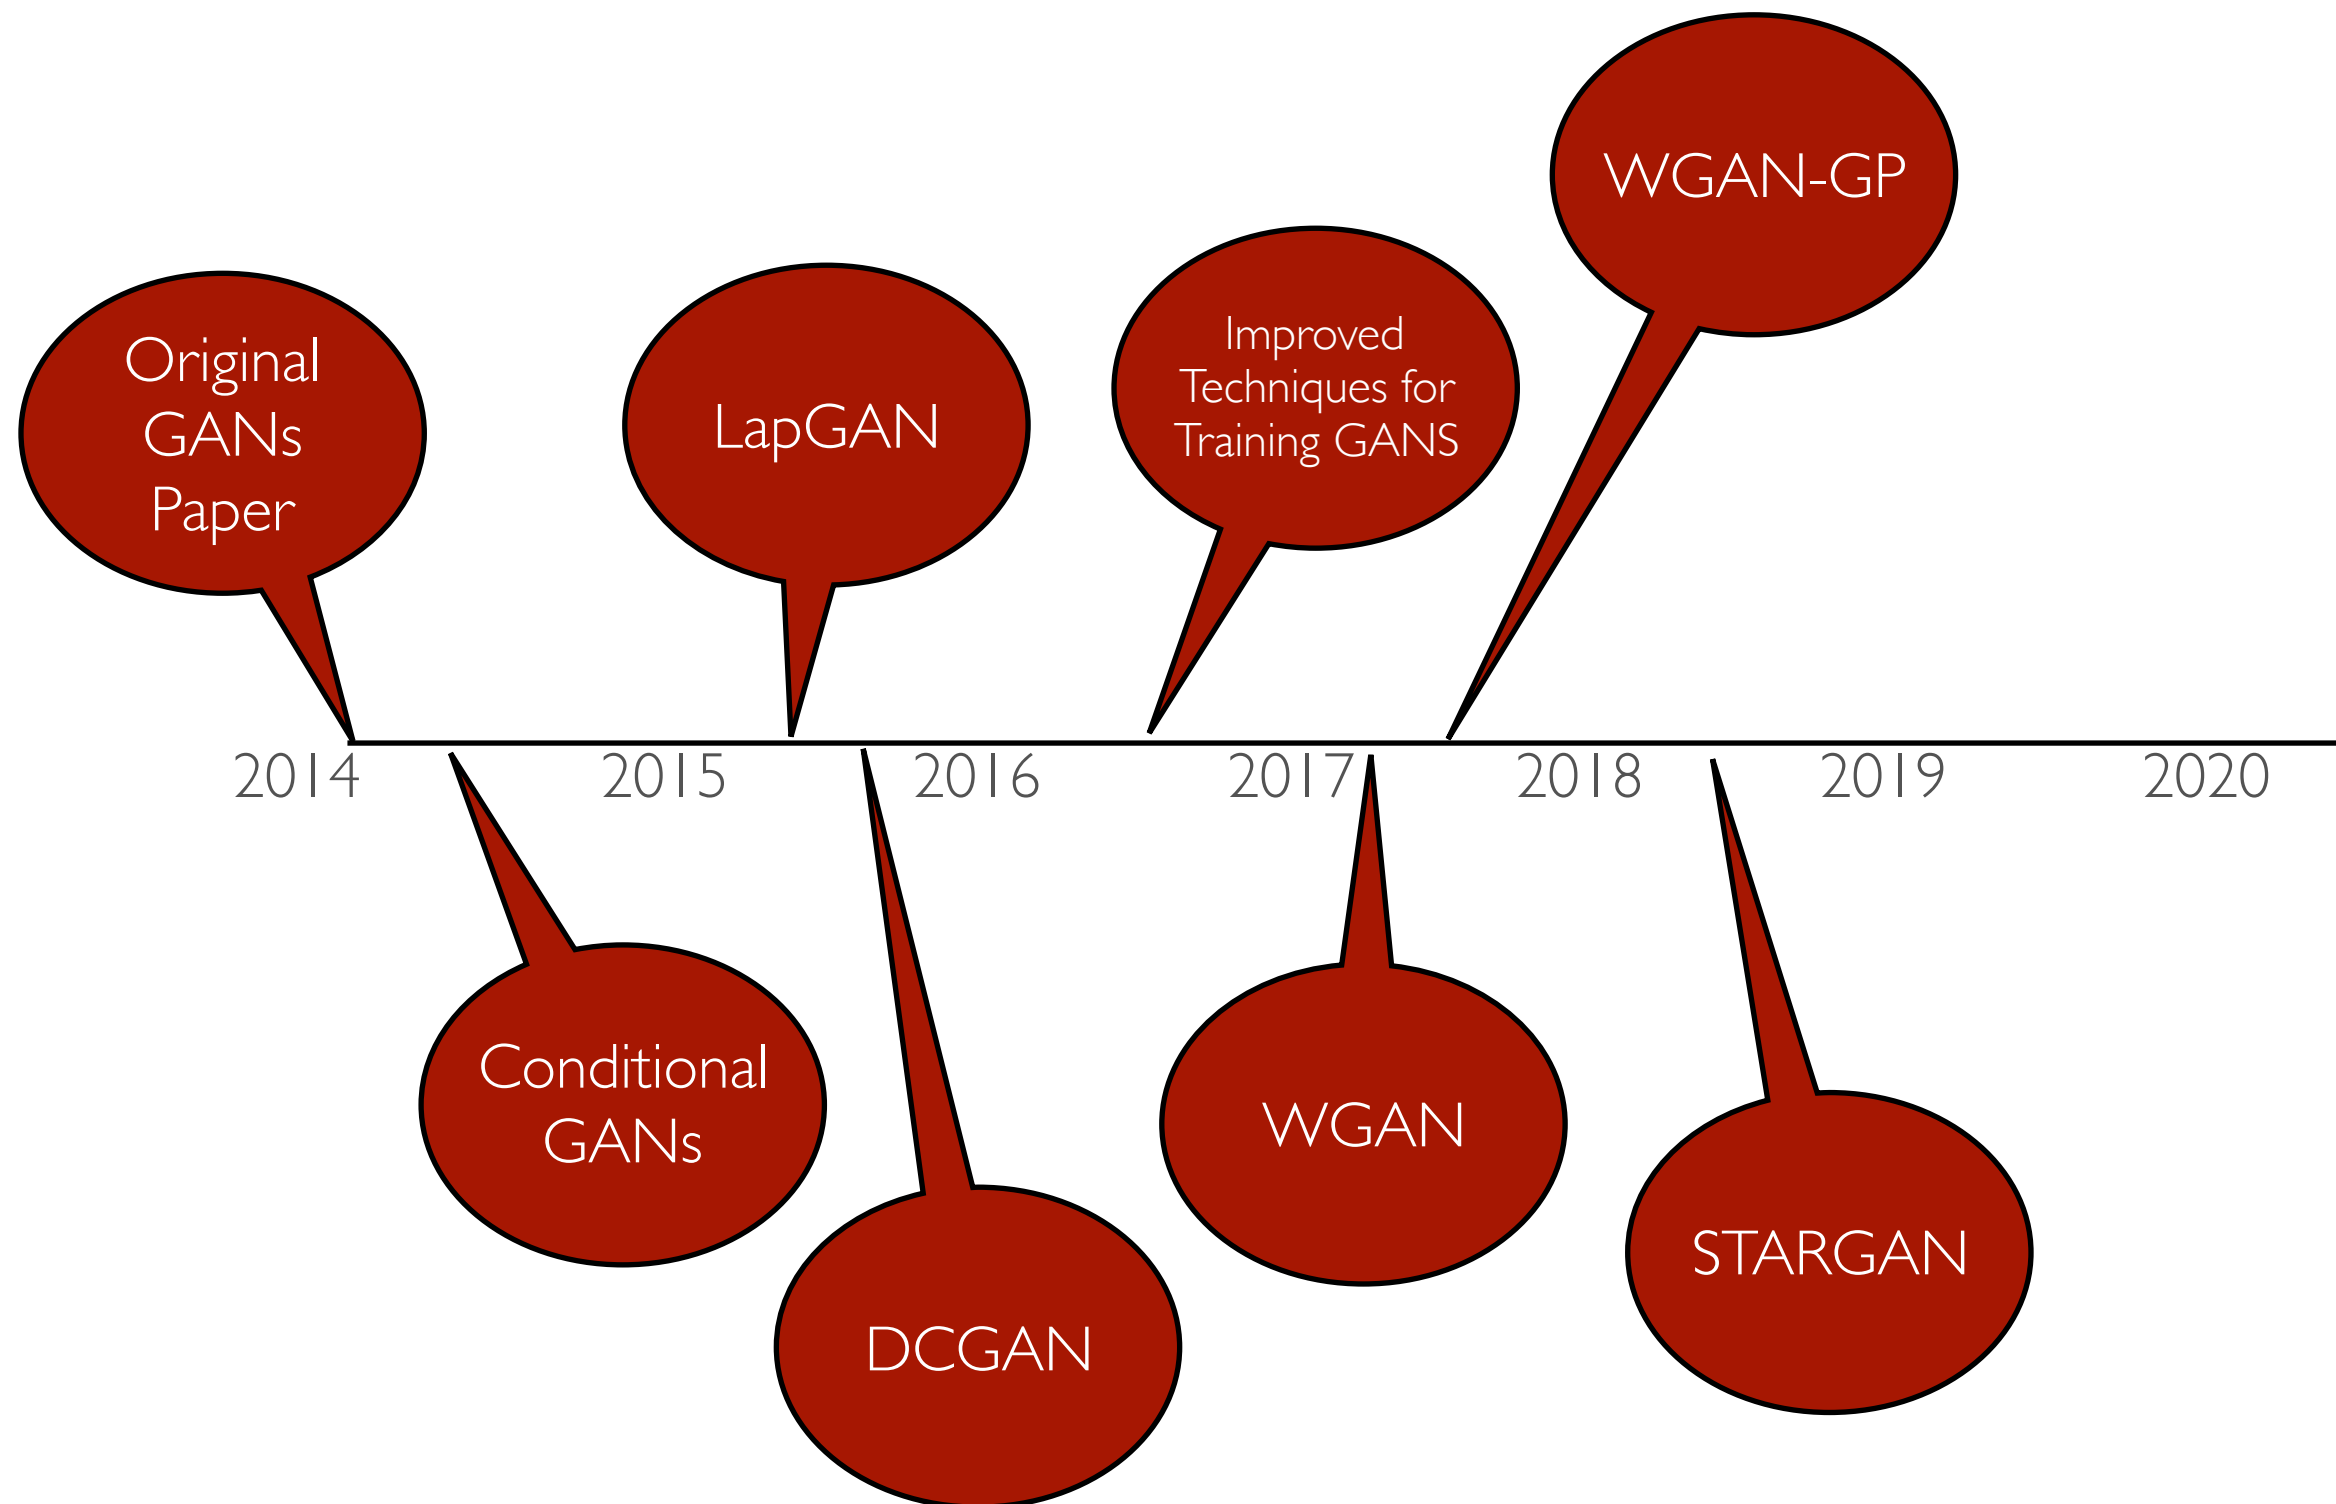 WGAN-GP
Original
GANs
Paper
LapGAN
Improved
Techniques for
Training GANS
2014
2015
2016
2017
2018
2019
2020
Conditional
GANs
WGAN
STARGAN
DCGAN